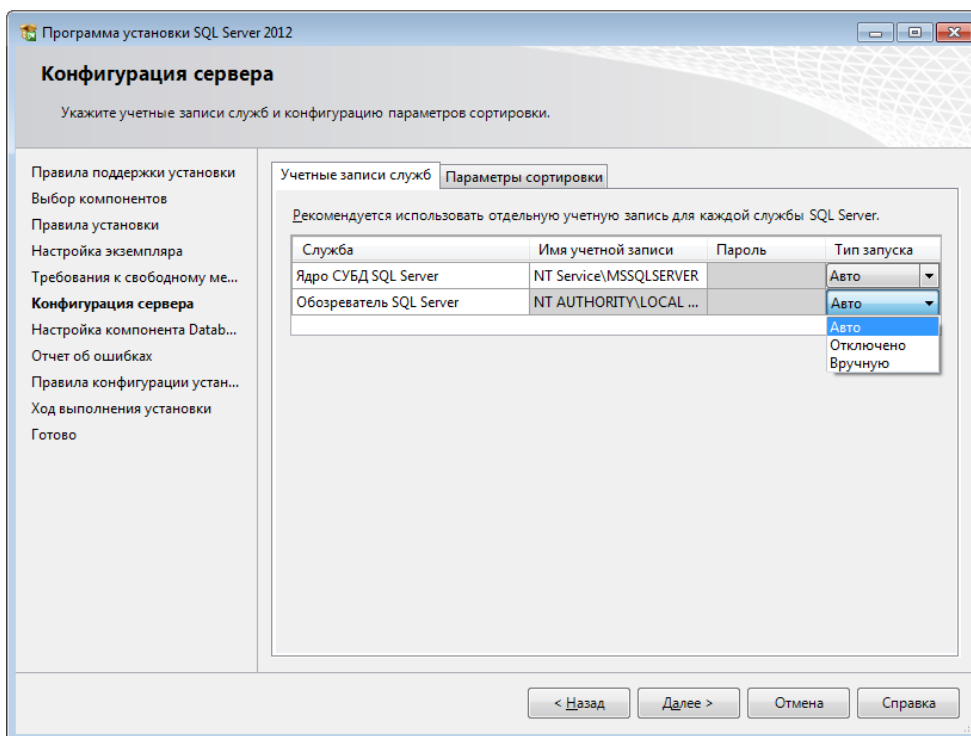 Программа установки SQL Server 2012
Конфигурация сервера
Укажите учетные записи служб и конфигурацию параметров сортировки.
Правила поддержки установки
Выбор компонентов
Правила установки
Настройка экземпляра
Требования к свободному ме...
Конфигурация сервера
Настройка компонента Datab...
Отчет об ошибках
Правила конфигурации устан...
Ход выполнения установки
Готово
Учетные записи служб Параметры сортировки
Рекомендуется использовать отдельную учетную запись для каждой службы SQL Server.
Служба Имя учетной записи Пароль Тип запуска
Ядро СУБД SQL Server NT Service\MSSQLSERVER Авто
Обозреватель SQL Server NT AUTHORITY\LOCAL ... Авто
Авто
Отключено
Вручную
< Назад Далее > Отмена Справка